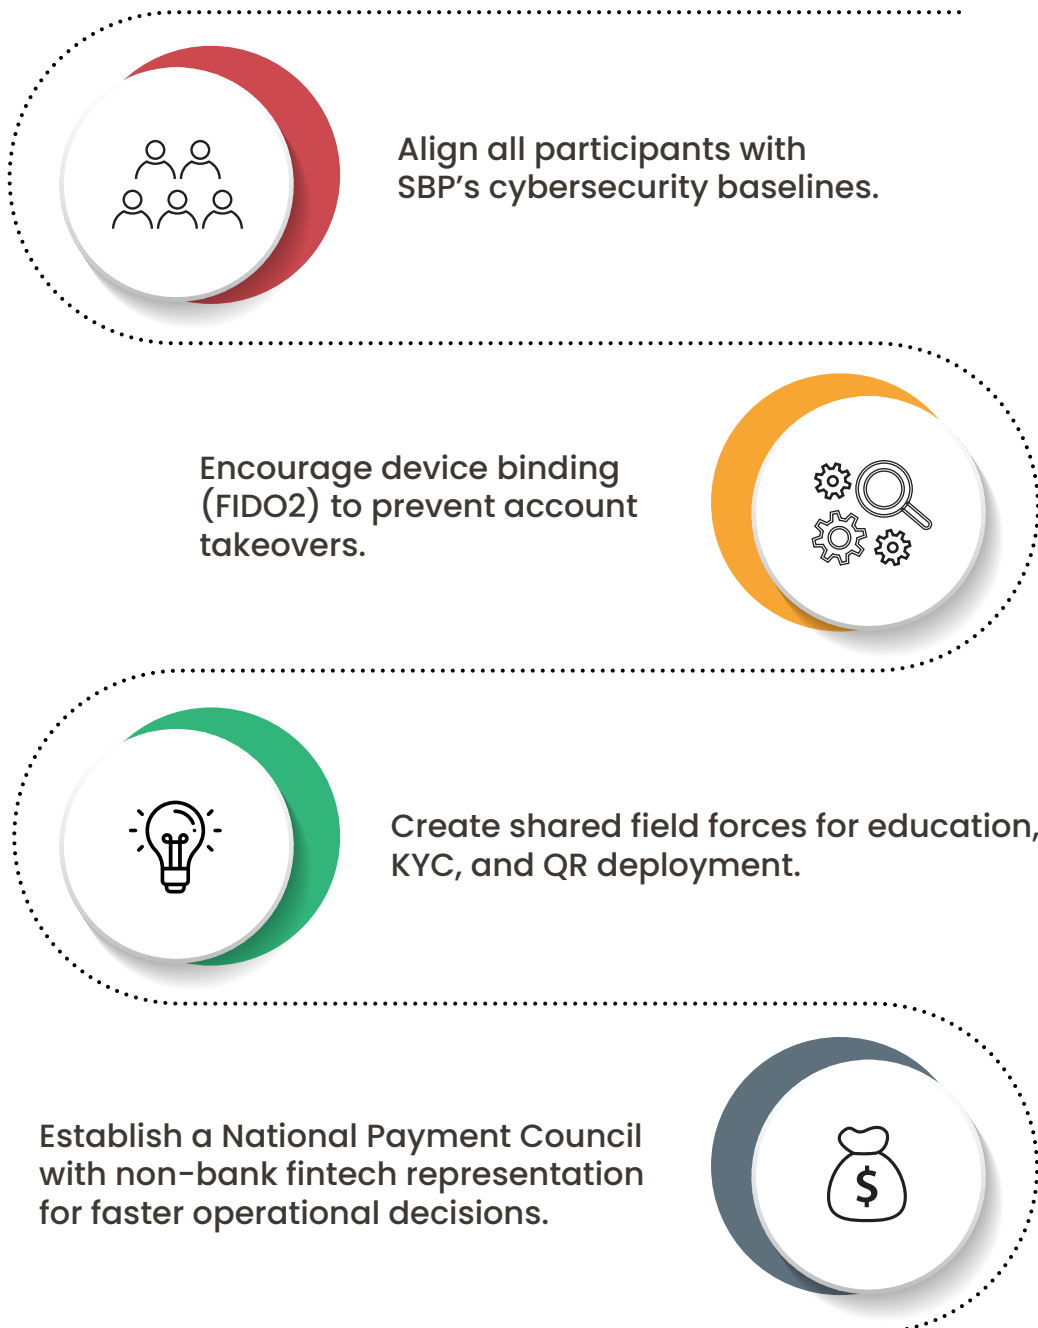 Align all participants with
SBP’s cybersecurity baselines.
Encourage device binding
(FIDO2) to prevent account
takeovers.
Create shared field forces for education,
KYC, and QR deployment.
Establish a National Payment Council
with non-bank fintech representation
for faster operational decisions.
$